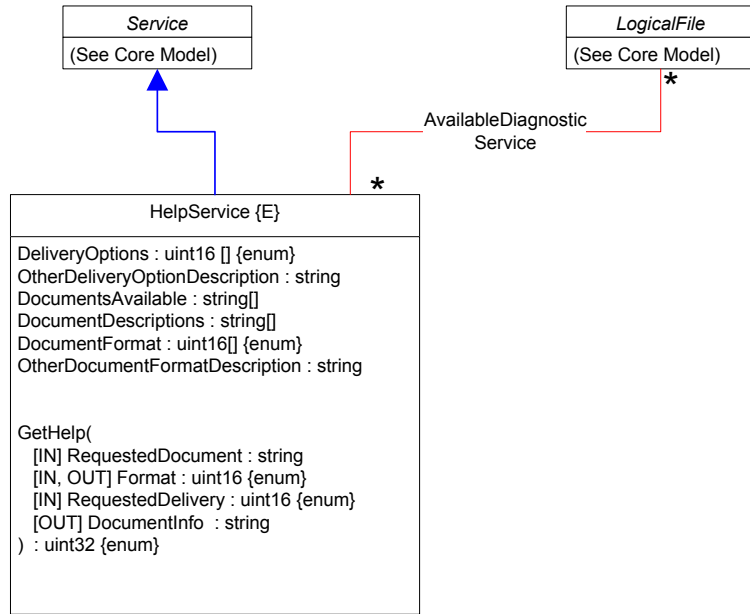 Service
(See Core Model)
LogicalFile
(See Core Model)
*
AvailableDiagnostic
Service
*
HelpService {E}
DeliveryOptions : uint16 [] {enum}
OtherDeliveryOptionDescription : string
DocumentsAvailable : string[]
DocumentDescriptions : string[]
DocumentFormat : uint16[] {enum}
OtherDocumentFormatDescription : string
GetHelp(
[IN] RequestedDocument : string
[IN, OUT] Format : uint16 {enum}
[IN] RequestedDelivery : uint16 {enum}
[OUT] DocumentInfo  : string
)  : uint32 {enum}